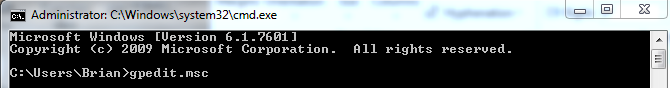 Administrator: C:\Windows\system32\cmd.exe
Microsoft Windows [Version 6.1.7601]
Copyright (c) 2009 Microsoft Corporation.  All rights reserved.
C:\Users\Brian>gpedit.msc